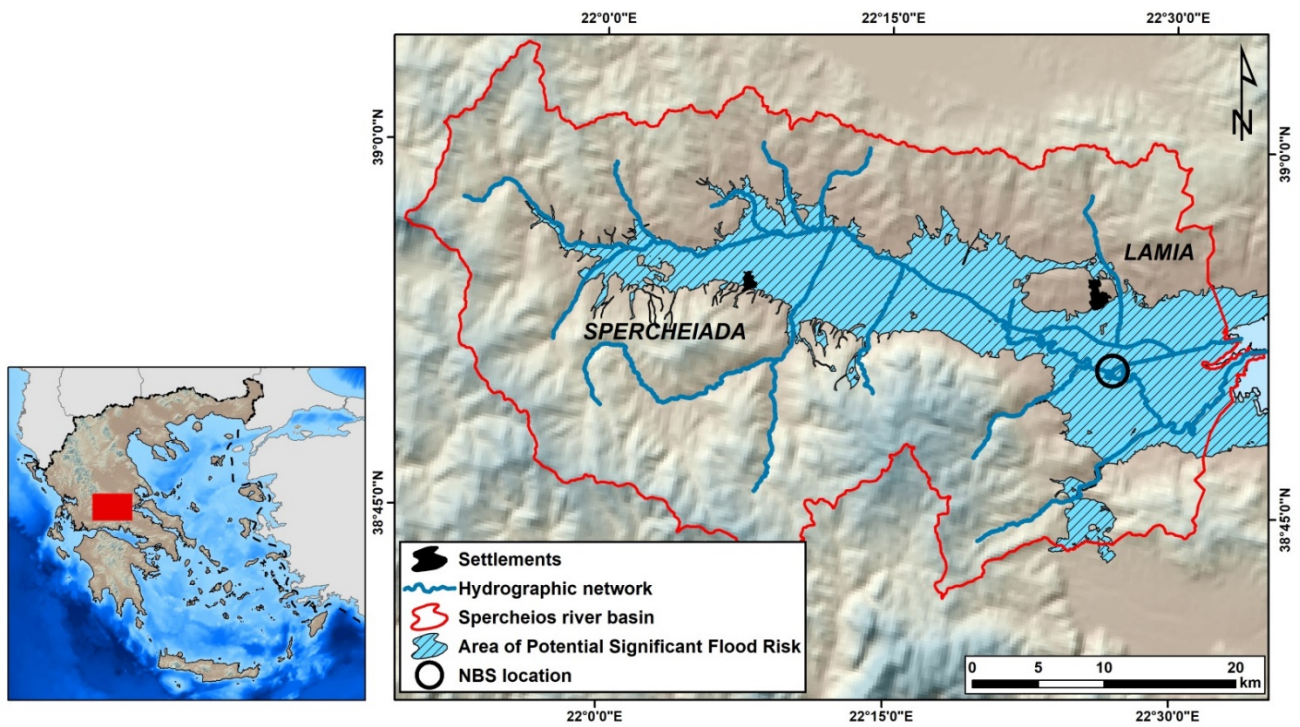 22°0'0"E
22°15'0"E
22°30'0"E
39°0'0"N
39°0'0"N
N
LAMIA
SPERCHEIADA
38°45'0"N
38°45'0"N
Settlements
Hydrographic network
Spercheios river basin
Area of Potential Significant Flood Risk
NBS location
0 5 10 20
km
22°0'0"E
22°15'0"E
22°30'0"E